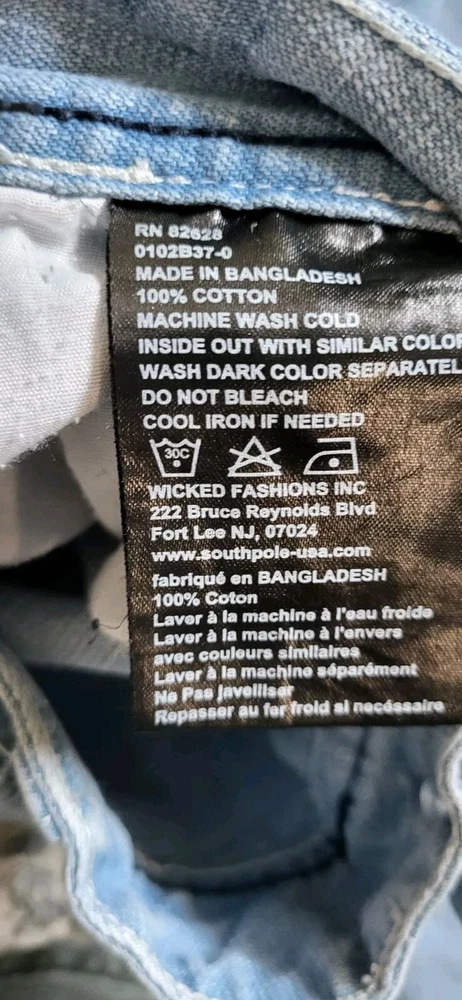 RN 82628
0102B37-0
MADE IN BANGLADESH
100% COTTON
MACHINE WASH COLD
INSIDE OUT WITH SIMILAR COLOR
WASH DARK COLOR SEPARATEL
DO NOT BLEACH
COOL IRON IF NEEDED
30C
WICKED FASHIONS INC
222 Bruce Reynolds Blvd
Fort Lee NJ, 07024
www.southpole-usa.com
fabriqué en BANGLADESH
100% Coton
Laver à la machine à l'eau froide
Laver à la machine à l'envers
avec couleurs similaires
Laver à la machine séparément
Ne Pas javelliser
Repasser au fer froid si necéssaire